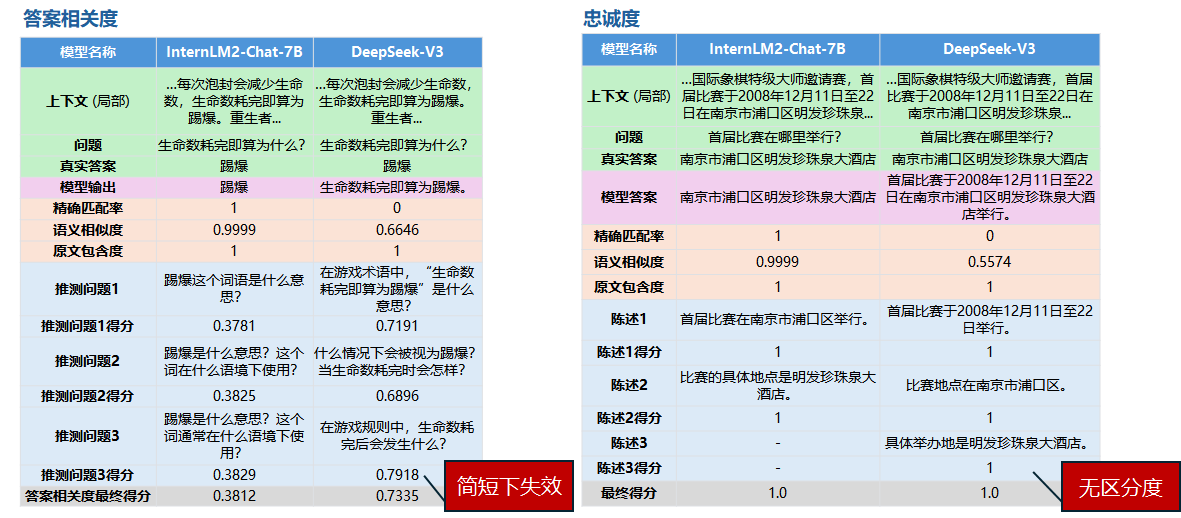 答案相关度
模型名称 InternLM2-Chat-7B DeepSeek-V3
上下文 (局部)
...每次泡封会减少生命
数，生命数耗完即算为
踢爆。重生者...
...每次泡封会减少生命数，
生命数耗完即算为踢爆。
重生者...
问题 生命数耗完即算为什么？ 生命数耗完即算为什么？
真实答案 踢爆 踢爆
模型输出 踢爆 生命数耗完即算为踢爆。
精确匹配率 1 0
语义相似度 0.9999 0.6646
原文包含度 1 1
推测问题1
踢爆这个词语是什么意
思？
在游戏术语中，“生命数
耗完即算为踢爆”是什么
意思？
推测问题1得分 0.3781 0.7191
推测问题2
踢爆是什么意思？这个
词在什么语境下使用？
什么情况下会被视为踢爆？
当生命数耗完时会怎样？
推测问题2得分 0.3825 0.6896
推测问题3
踢爆是什么意思？这个
词通常在什么语境下使
用？
在游戏规则中，生命数耗
完后会发生什么？
推测问题3得分 0.3829 0.7918
答案相关度最终得分 0.3812 0.7335
简短下失效
忠诚度
模型名称 InternLM2-Chat-7B DeepSeek-V3
上下文 (局部)
...国际象棋特级大师邀请赛，首
届比赛于2008年12月11日至22
日在南京市浦口区明发珍珠泉...
...国际象棋特级大师邀请赛，首届
比赛于2008年12月11日至22日在
南京市浦口区明发珍珠泉...
问题 首届比赛在哪里举行？ 首届比赛在哪里举行？
真实答案 南京市浦口区明发珍珠泉大酒店 南京市浦口区明发珍珠泉大酒店
模型答案 南京市浦口区明发珍珠泉大酒店
首届比赛于2008年12月11日至22
日在南京市浦口区明发珍珠泉大酒
店举行。
精确匹配率 1 0
语义相似度 0.9999 0.5574
原文包含度 1 1
陈述1 首届比赛在南京市浦口区举行。
首届比赛于2008年12月11日至22
日举行。
陈述1得分 1 1
陈述2
比赛的具体地点是明发珍珠泉大
酒店。
比赛地点在南京市浦口区。
陈述2得分 1 1
陈述3 - 具体举办地是明发珍珠泉大酒店。
陈述3得分 - 1
最终得分 1.0 1.0
无区分度